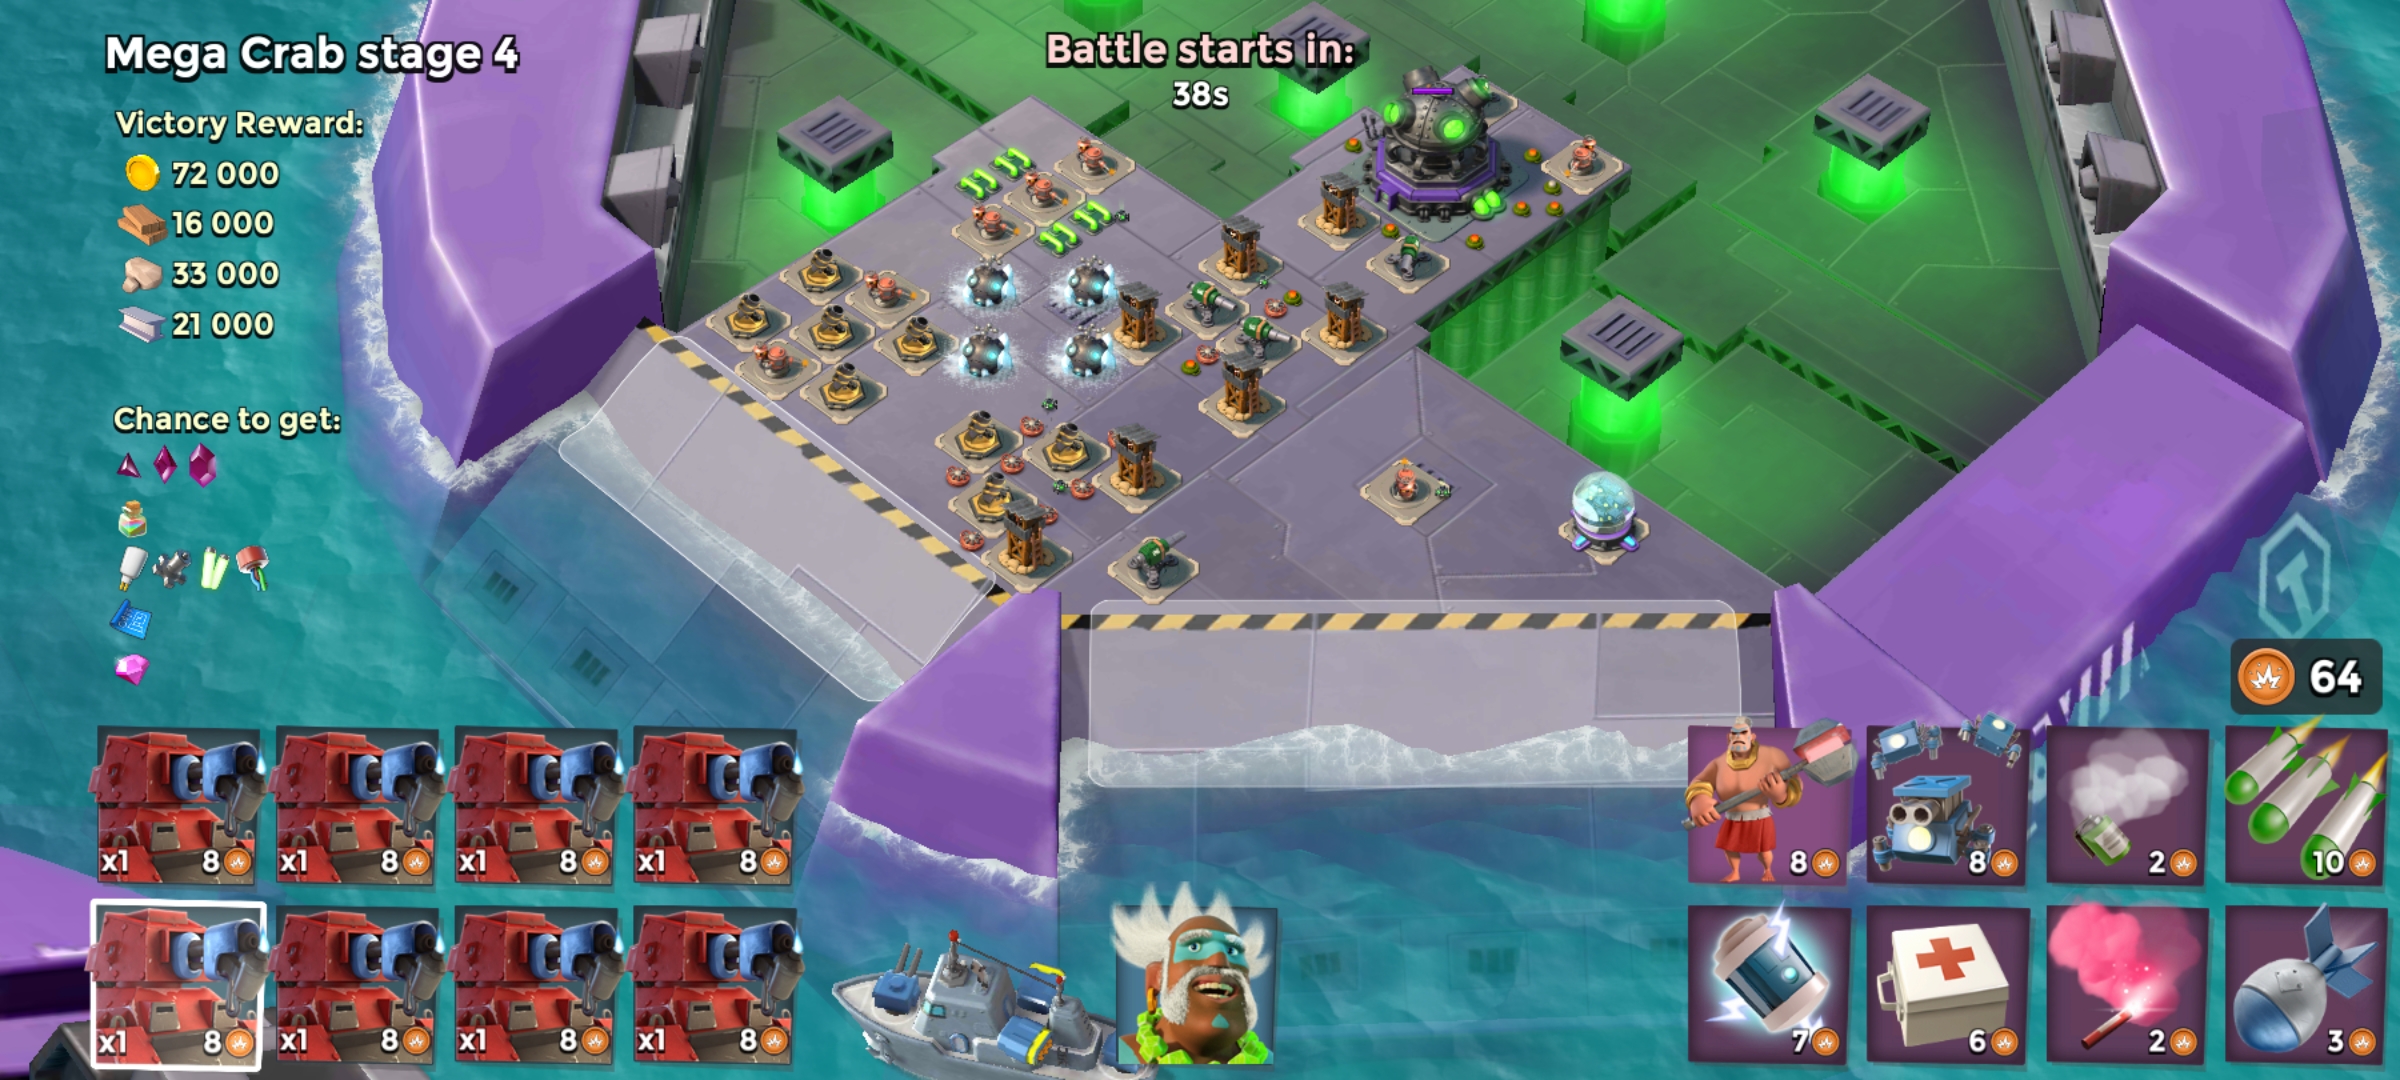 Mega Crab stage 4
Battle starts in:
38s
Victory Reward:
72 000
16 000
33 000
21 000
Chance to get:
64
x1 8
x1 8
x1 8
x1 8
8
8
2
10
x1 8
x1 8
x1 8
x1 8
7
6
2
3